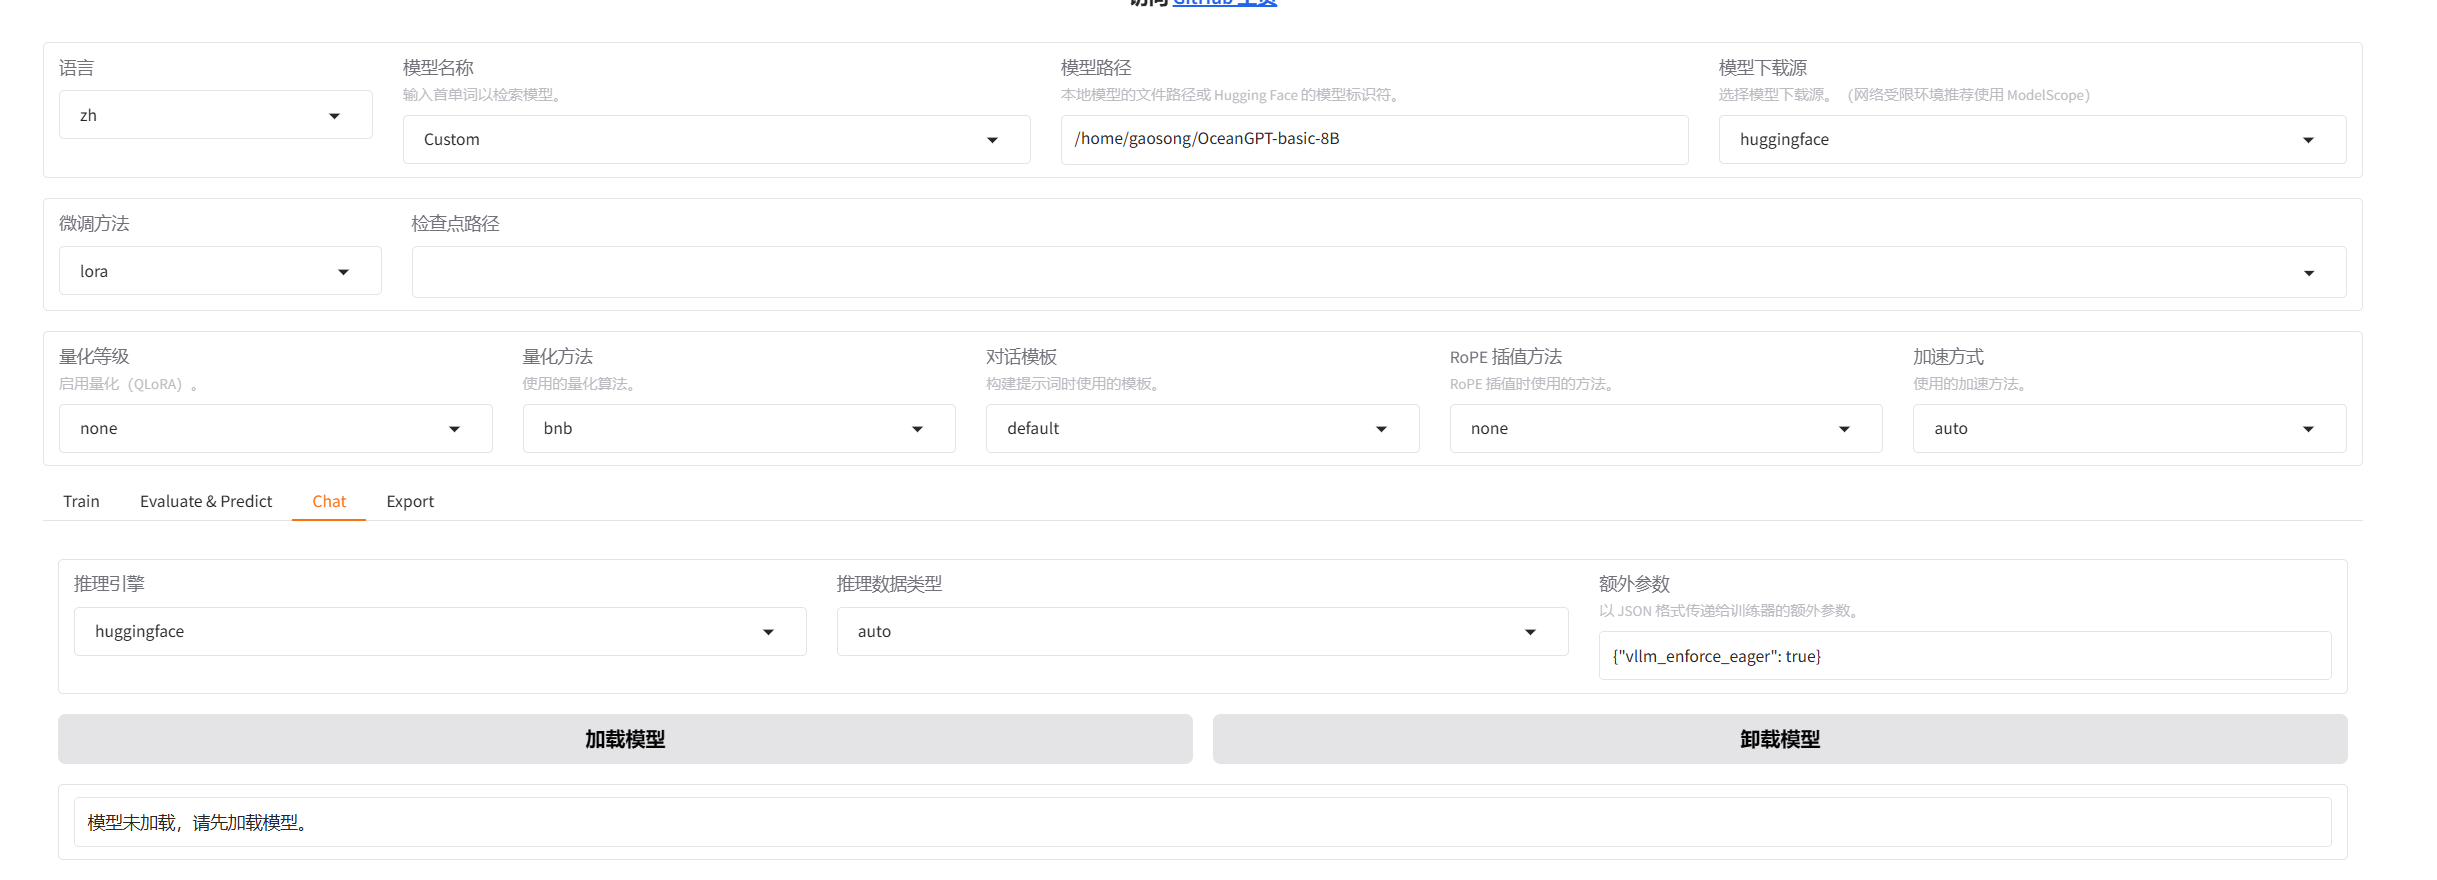 访问 GitHub 主页
语言
zh
模型名称
输入首单词以检索模型。
Custom
模型路径
本地模型的文件路径或 Hugging Face 的模型标识符。
/home/gaosong/OceanGPT-basic-8B
模型下载源
选择模型下载源。（网络受限环境推荐使用 ModelScope）
huggingface
微调方法
lora
检查点路径
量化等级
启用量化（QLoRA）。
none
量化方法
使用的量化算法。
bnb
对话模板
构建提示词时使用的模板。
default
RoPE 插值方法
RoPE 插值时使用的方法。
none
加速方式
使用的加速方法。
auto
Train
Evaluate & Predict
Chat
Export
推理引擎
huggingface
推理数据类型
auto
额外参数
以 JSON 格式传递给训练器的额外参数。
{"vllm_enforce_eager": true}
加载模型
卸载模型
模型未加载，请先加载模型。